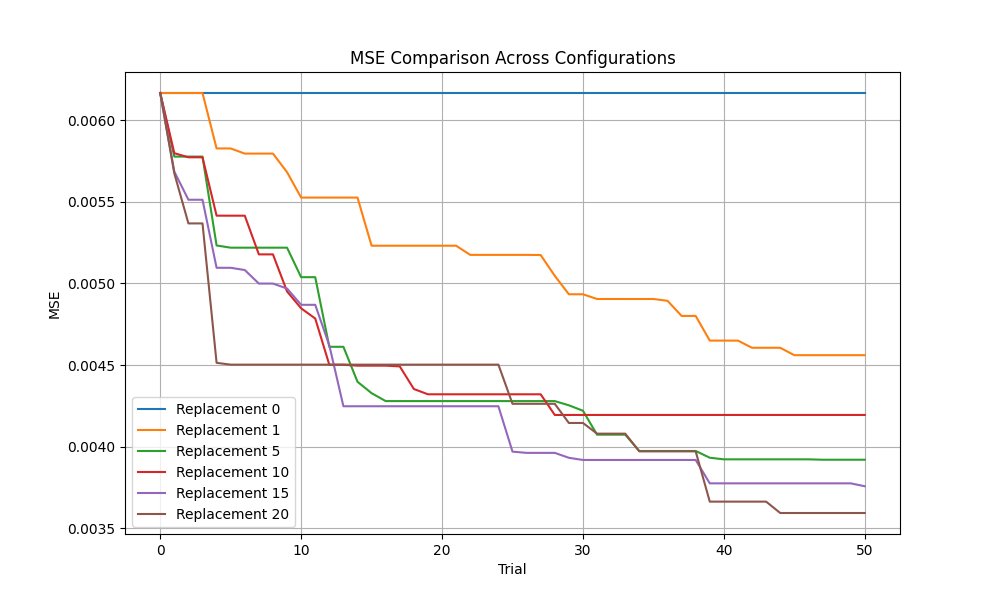 MSE Comparison Across Configurations
MSE
0.0060
0.0055
0.0050
0.0045
0.0040
0.0035
Replacement 0
Replacement 1
Replacement 5
Replacement 10
Replacement 15
Replacement 20
0
10
20
30
40
50
Trial